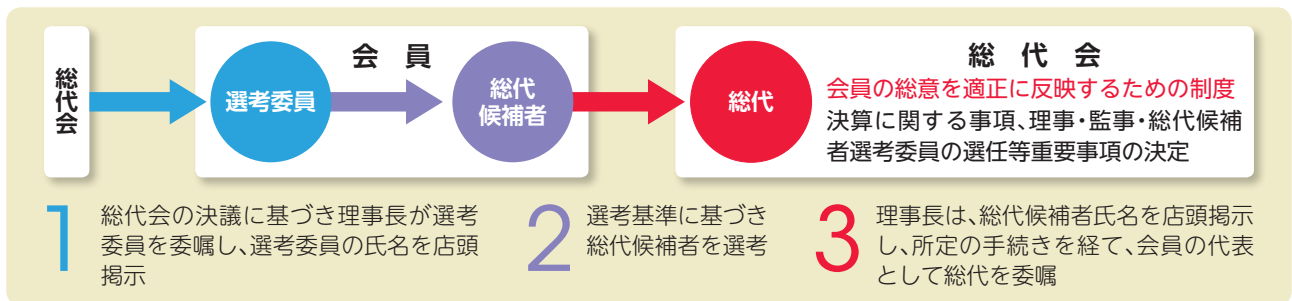 総代会
会員
選考委員
総代
候補者
総代
総代会
会員の総意を適正に反映するための制度
決算に関する事項、理事・監事・総代候補
者選考委員の選任等重要事項の決定
1
総代会の決議に基づき理事長が選考
委員を委嘱し、選考委員の氏名を店頭
掲示
2
選考基準に基づき
総代候補者を選考
3
理事長は、総代候補者氏名を店頭掲示
し、所定の手続きを経て、会員の代表
として総代を委嘱